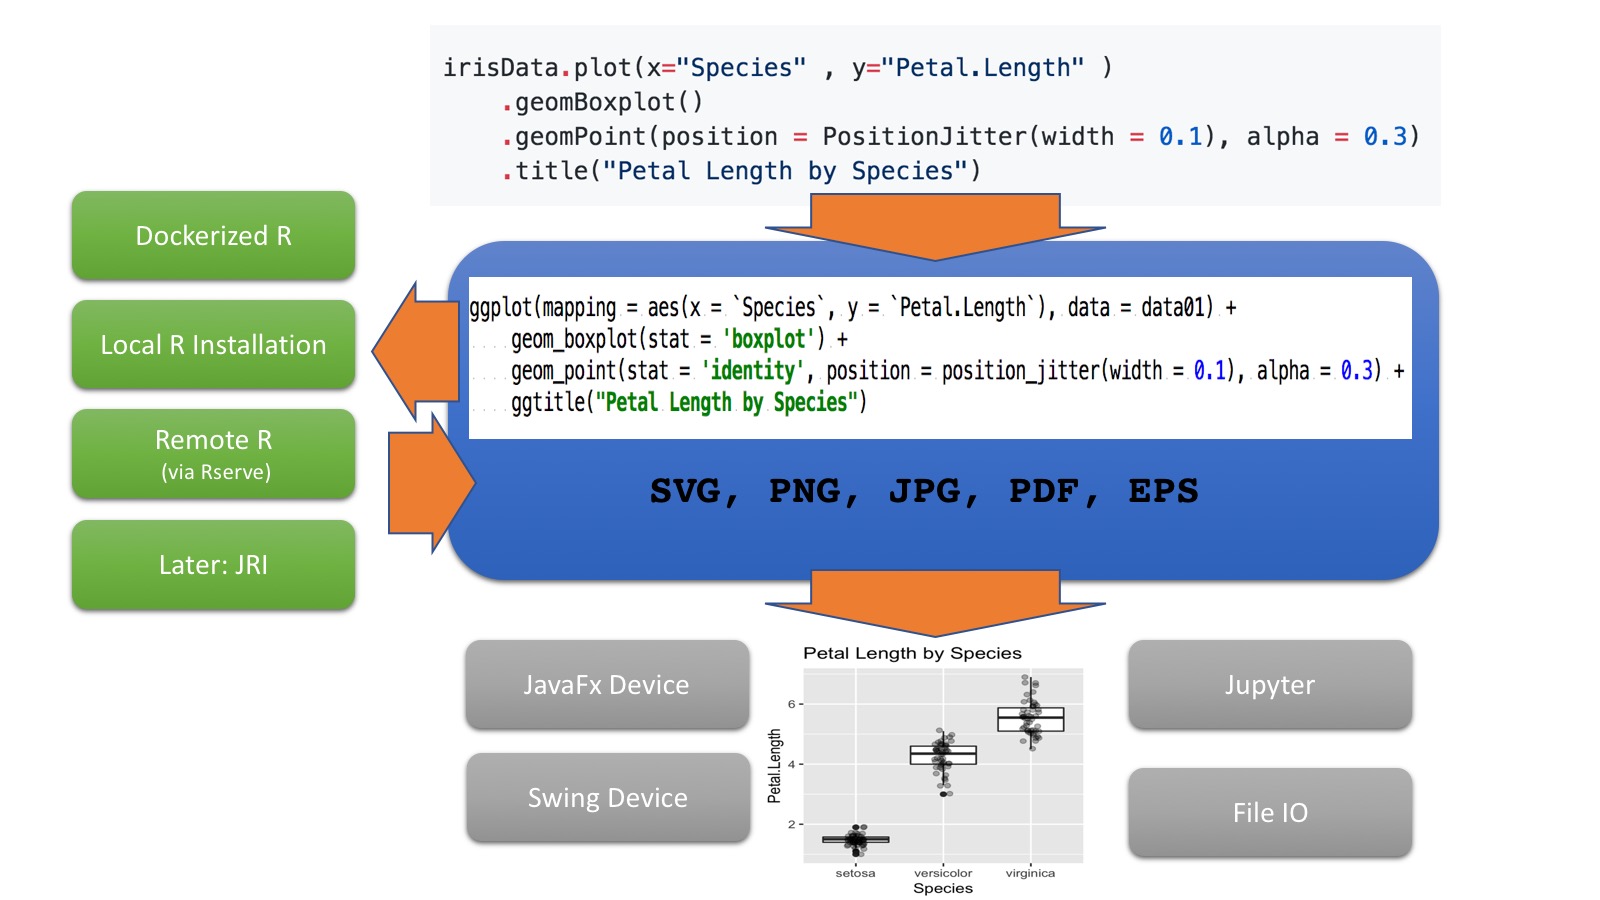 irisData.plot(x="Species" , y="Petal.Length" )
    .geomBoxplot()
    .geomPoint(position = PositionJitter(width = 0.1), alpha = 0.3)
    .title("Petal Length by Species")
Dockerized R
Local R Installation
Remote R
(via Rserve)
Later: JRI
ggplot(mapping = aes(x = `Species`, y = `Petal.Length`), data = data01) +
    geom_boxplot(stat = 'boxplot') +
    geom_point(stat = 'identity', position = position_jitter(width = 0.1), alpha = 0.3) +
    ggtitle("Petal Length by Species")
SVG, PNG, JPG, PDF, EPS
JavaFx Device
Swing Device
Petal Length by Species
Petal.Length
6
4
2
setosa versicolor virginica
Species
Jupyter
File IO